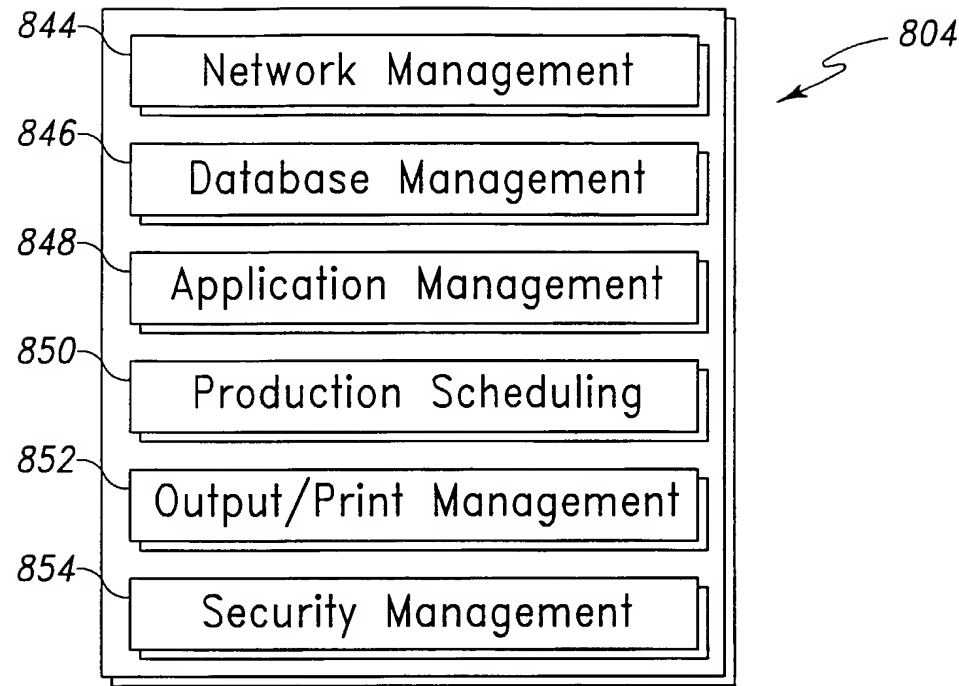 844
804
Network Management
846
Database Management
848
Application Management
850
Production Scheduling
852
Output/Print Management
854
Security Management